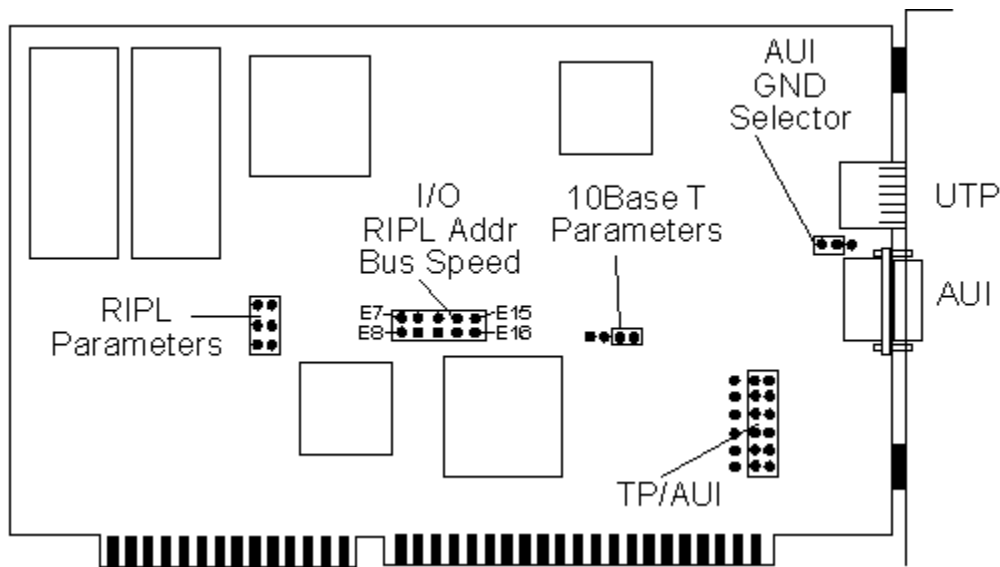 AUI
GND
Selector
UTP
I/O
RIPL Addr
Bus Speed
10Base T
Parameters
AUI
E7
E15
E8
E16
RIPL
Parameters
TP/AUI